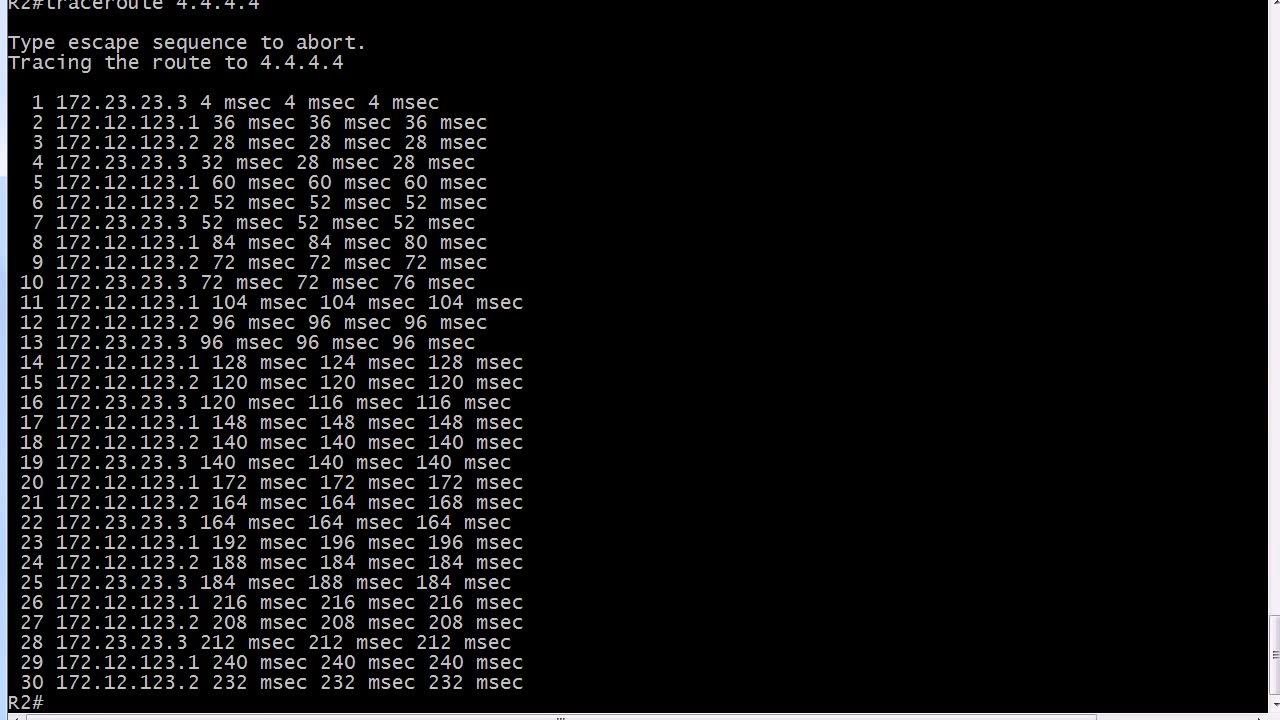 R2#traceroute 4.4.4.4
Type escape sequence to abort.
Tracing the route to 4.4.4.4
1 172.23.23.3 4 msec 4 msec 4 msec
2 172.12.123.1 36 msec 36 msec 36 msec
3 172.12.123.2 28 msec 28 msec 28 msec
4 172.23.23.3 32 msec 28 msec 28 msec
5 172.12.123.1 60 msec 60 msec 60 msec
6 172.12.123.2 52 msec 52 msec 52 msec
7 172.23.23.3 52 msec 52 msec 52 msec
8 172.12.123.1 84 msec 84 msec 80 msec
9 172.12.123.2 72 msec 72 msec 72 msec
10 172.23.23.3 72 msec 72 msec 76 msec
11 172.12.123.1 104 msec 104 msec 104 msec
12 172.12.123.2 96 msec 96 msec 96 msec
13 172.23.23.3 96 msec 96 msec 96 msec
14 172.12.123.1 128 msec 124 msec 128 msec
15 172.12.123.2 120 msec 120 msec 120 msec
16 172.23.23.3 120 msec 116 msec 116 msec
17 172.12.123.1 148 msec 148 msec 148 msec
18 172.12.123.2 140 msec 140 msec 140 msec
19 172.23.23.3 140 msec 140 msec 140 msec
20 172.12.123.1 172 msec 172 msec 172 msec
21 172.12.123.2 164 msec 164 msec 168 msec
22 172.23.23.3 164 msec 164 msec 164 msec
23 172.12.123.1 192 msec 196 msec 196 msec
24 172.12.123.2 188 msec 184 msec 184 msec
25 172.23.23.3 184 msec 188 msec 184 msec
26 172.12.123.1 216 msec 216 msec 216 msec
27 172.12.123.2 208 msec 208 msec 208 msec
28 172.23.23.3 212 msec 212 msec 212 msec
29 172.12.123.1 240 msec 240 msec 240 msec
30 172.12.123.2 232 msec 232 msec 232 msec
R2#